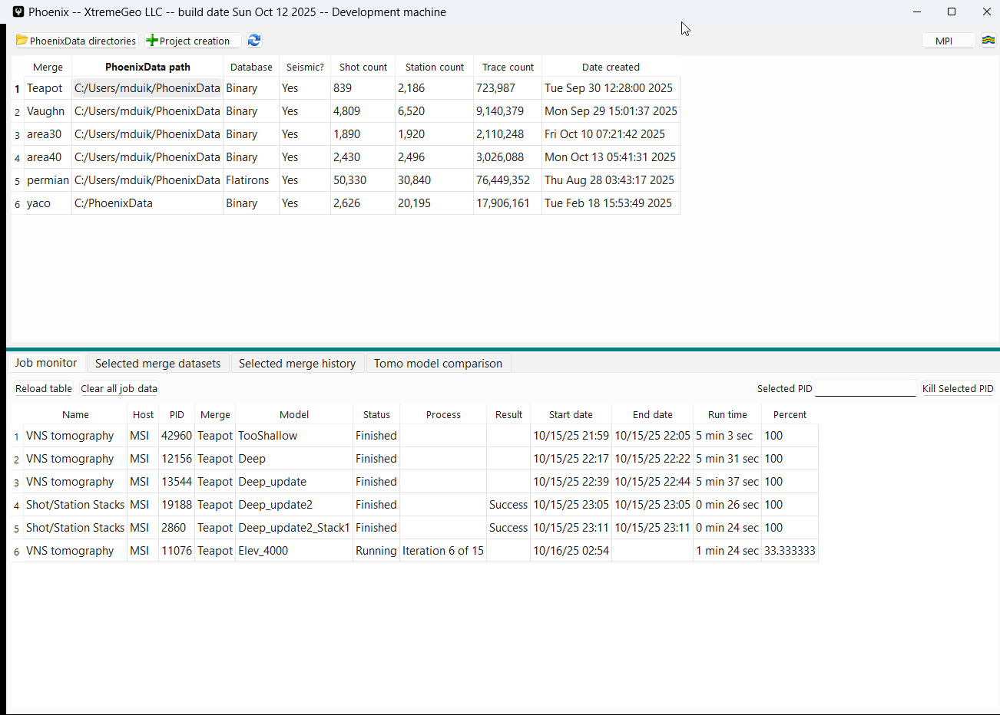 Phoenix -- XtremeGeo LLC -- build date Sun Oct 12 2025 -- Development machine
PhoenixData directories Project creation MPI
Merge PhoenixData path Database Seismic? Shot count Station count Trace count Date created
1 Teapot C:/Users/mduik/PhoenixData Binary Yes 839 2,186 723,987 Tue Sep 30 12:28:00 2025
2 Vaughn C:/Users/mduik/PhoenixData Binary Yes 4,809 6,520 9,140,379 Mon Sep 29 15:01:37 2025
3 area30 C:/Users/mduik/PhoenixData Binary Yes 1,890 1,920 2,110,248 Fri Oct 10 07:21:42 2025
4 area40 C:/Users/mduik/PhoenixData Binary Yes 2,430 2,496 3,026,088 Mon Oct 13 05:41:31 2025
5 permian C:/Users/mduik/PhoenixData Flatirons Yes 50,330 30,840 76,449,352 Thu Aug 28 03:43:17 2025
6 yaco C:/PhoenixData Binary Yes 2,626 20,195 17,906,161 Tue Feb 18 15:53:49 2025
Job monitor Selected merge datasets Selected merge history Tomo model comparison
Reload table Clear all job data Selected PID Kill Selected PID
Name Host PID Merge Model Status Process Result Start date End date Run time Percent
1 VNS tomography MSI 42960 Teapot TooShallow Finished 10/15/25 21:59 10/15/25 22:05 5 min 3 sec 100
2 VNS tomography MSI 12156 Teapot Deep Finished 10/15/25 22:17 10/15/25 22:22 5 min 31 sec 100
3 VNS tomography MSI 13544 Teapot Deep_update Finished 10/15/25 22:39 10/15/25 22:44 5 min 37 sec 100
4 Shot/Station Stacks MSI 19188 Teapot Deep_update2 Finished Success 10/15/25 23:05 10/15/25 23:05 0 min 26 sec 100
5 Shot/Station Stacks MSI 2860 Teapot Deep_update2_Stack1 Finished Success 10/15/25 23:11 10/15/25 23:11 0 min 24 sec 100
6 VNS tomography MSI 11076 Teapot Elev_4000 Running Iteration 6 of 15 10/16/25 02:54 1 min 24 sec 33.333333